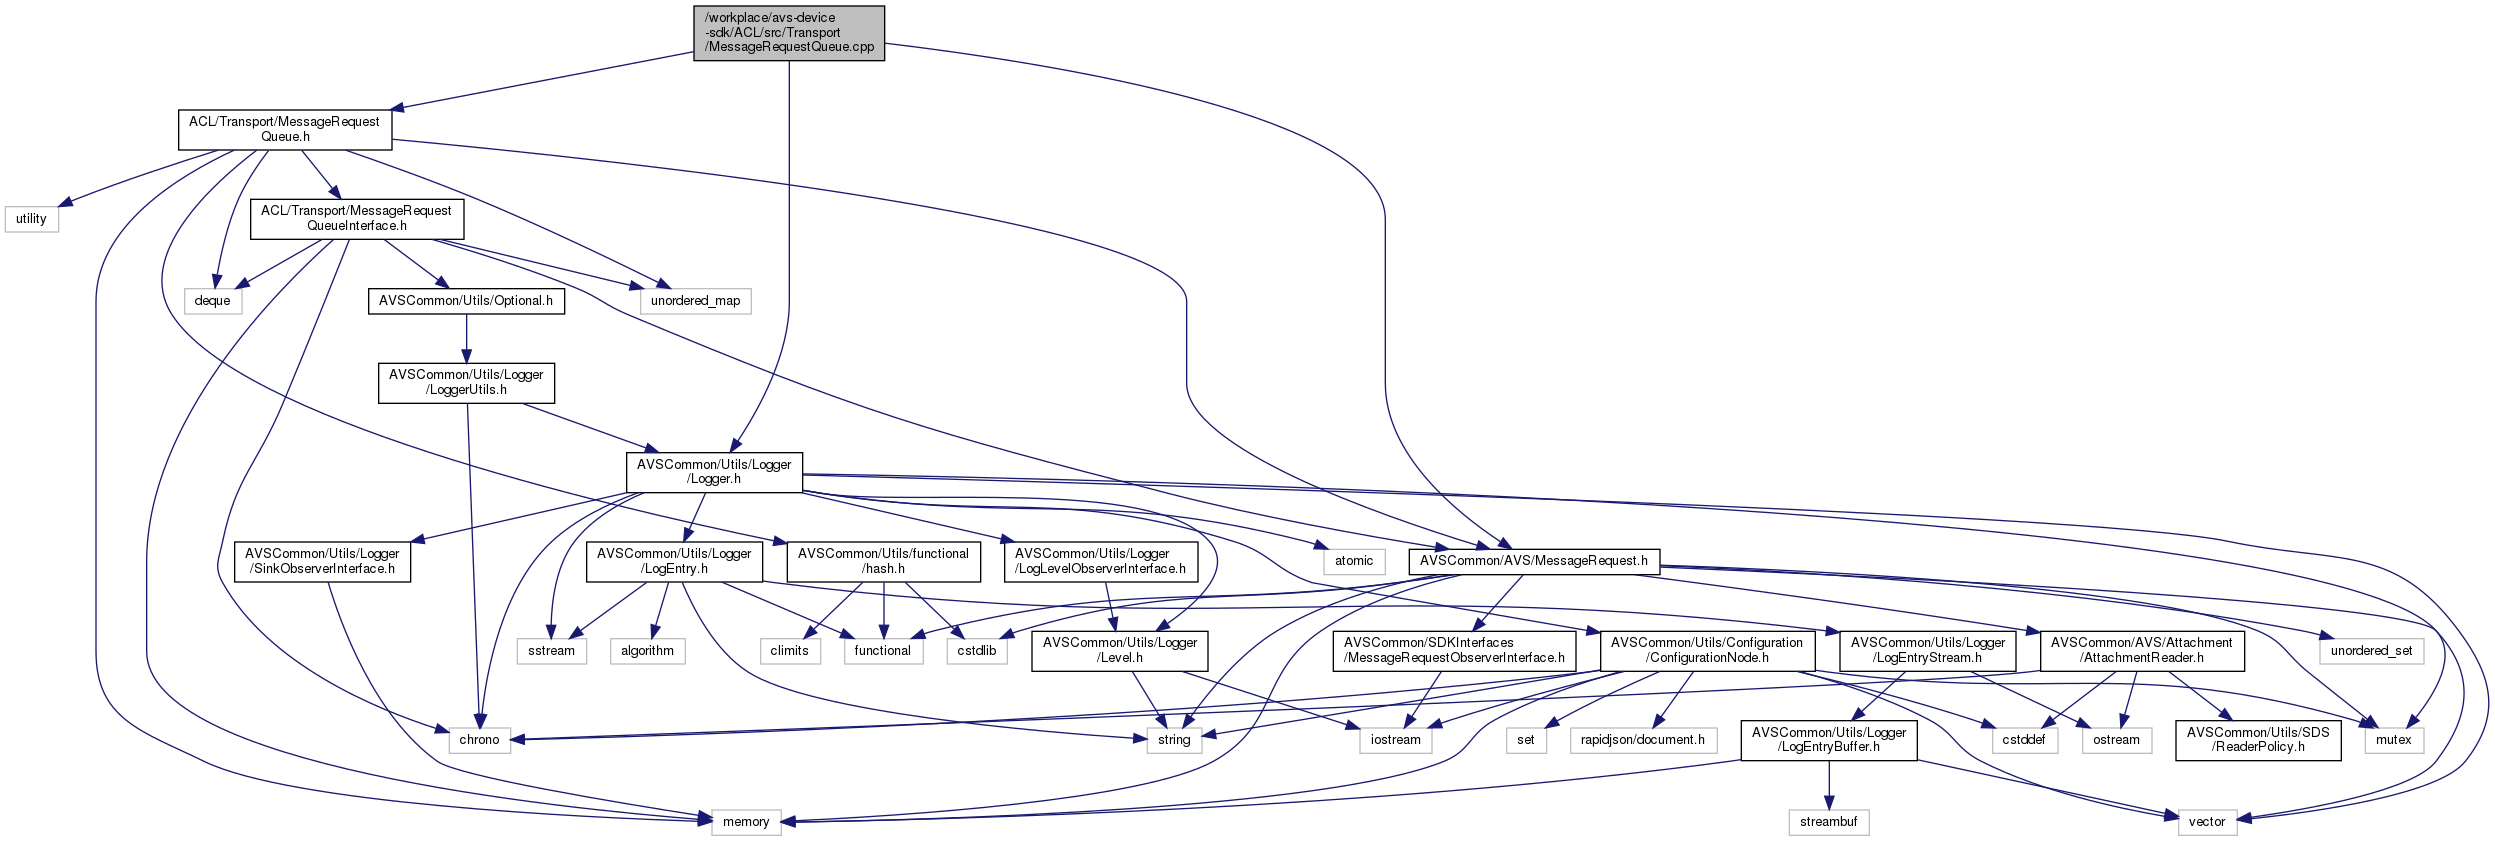 /workplace/avs-device
-sdk/ACL/src/Transport
/MessageRequestQueue.cpp
ACL/Transport/MessageRequest
Queue.h
utility
ACL/Transport/MessageRequest
QueueInterface.h
deque
AVSCommon/Utils/Optional.h
unordered_map
AVSCommon/Utils/Logger
/LoggerUtils.h
AVSCommon/Utils/Logger
/Logger.h
AVSCommon/Utils/Logger
/SinkObserverInterface.h
AVSCommon/Utils/Logger
/LogEntry.h
AVSCommon/Utils/functional
/hash.h
AVSCommon/Utils/Logger
/LogLevelObserverInterface.h
atomic
AVSCommon/AVS/MessageRequest.h
sstream
algorithm
climits
functional
cstdlib
AVSCommon/Utils/Logger
/Level.h
AVSCommon/SDKInterfaces
/MessageRequestObserverInterface.h
AVSCommon/Utils/Configuration
/ConfigurationNode.h
AVSCommon/Utils/Logger
/LogEntryStream.h
AVSCommon/AVS/Attachment
/AttachmentReader.h
unordered_set
chrono
string
iostream
set
rapidjson/document.h
AVSCommon/Utils/Logger
/LogEntryBuffer.h
cstddef
ostream
AVSCommon/Utils/SDS
/ReaderPolicy.h
mutex
memory
streambuf
vector